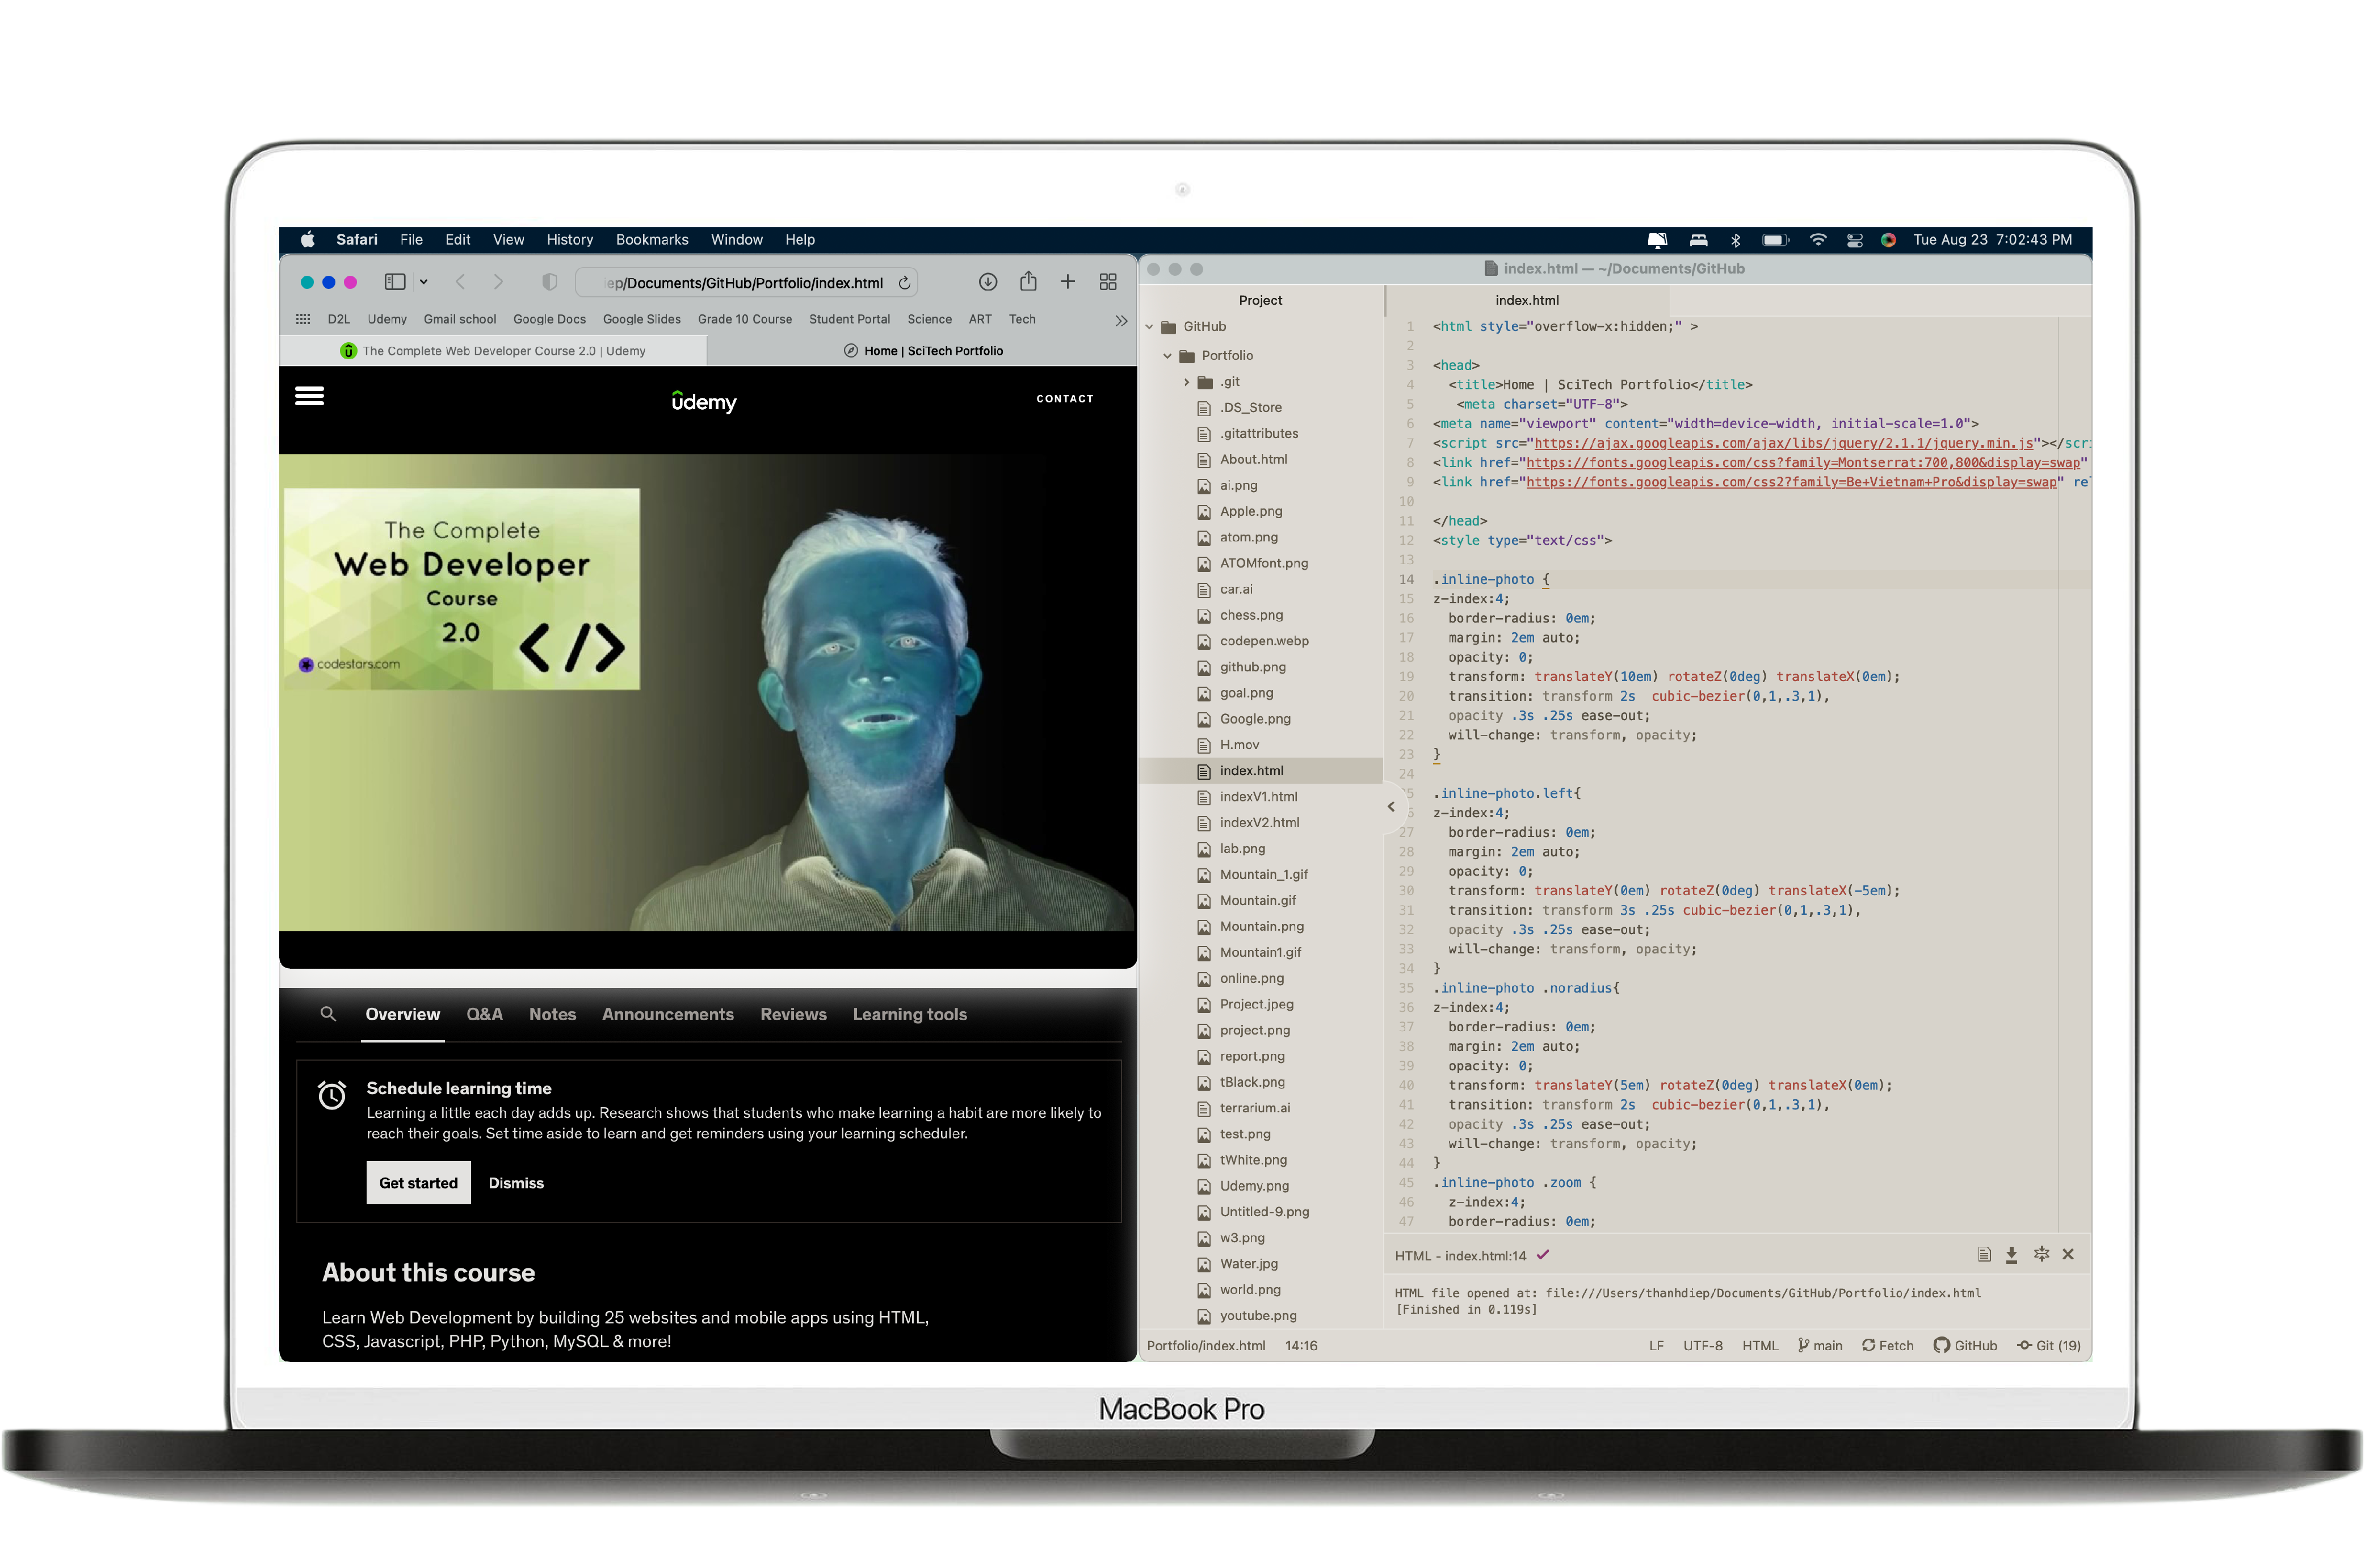 Safari File Edit View History Bookmarks Window Help
Tue Aug 23 7:02:43 PM
ep/Documents/GitHub/Portfolio/index.html
D2L Udemy Gmail school Google Docs Google Slides Grade 10 Course Student Portal Science ART Tech
The Complete Web Developer Course 2.0 | Udemy
Home | SciTech Portfolio
udemy
CONTACT
The Complete
Web Developer
Course
2.0
</>
codestars.com
Overview Q&A Notes Announcements Reviews Learning tools
Schedule learning time
Learning a little each day adds up. Research shows that students who make learning a habit are more likely to
reach their goals. Set time aside to learn and get reminders using your learning scheduler.
Get started Dismiss
About this course
Learn Web Development by building 25 websites and mobile apps using HTML,
CSS, Javascript, PHP, Python, MySQL & more!
index.html — ~/Documents/GitHub
Project
GitHub
Portfolio
.git
.DS_Store
.gitattributes
About.html
ai.png
Apple.png
atom.png
ATOMfont.png
car.ai
chess.png
codepen.webp
github.png
goal.png
Google.png
H.mov
index.html
indexV1.html
indexV2.html
lab.png
Mountain_1.gif
Mountain.gif
Mountain.png
Mountain1.gif
online.png
Project.jpeg
project.png
report.png
tBlack.png
terrarium.ai
test.png
tWhite.png
Udemy.png
Untitled-9.png
w3.png
Water.jpg
world.png
youtube.png
index.html
1 <html style="overflow-x:hidden;" >
2
3 <head>
4 <title>Home | SciTech Portfolio</title>
5 <meta charset="UTF-8">
6 <meta name="viewport" content="width=device-width, initial-scale=1.0">
7 <script src="https://ajax.googleapis.com/ajax/libs/jquery/2.1.1/jquery.min.js"></scr
8 <link href="https://fonts.googleapis.com/css?family=Montserrat:700,800&display=swap"
9 <link href="https://fonts.googleapis.com/css2?family=Be+Vietnam+Pro&display=swap" re
10
11 </head>
12 <style type="text/css">
13
14 .inline-photo {
15 z-index:4;
16 border-radius: 0em;
17 margin: 2em auto;
18 opacity: 0;
19 transform: translateY(10em) rotateZ(0deg) translateX(0em);
20 transition: transform 2s cubic-bezier(0,1,.3,1),
21 opacity .3s .25s ease-out;
22 will-change: transform, opacity;
23 }
24
5 .inline-photo.left{
6 z-index:4;
27 border-radius: 0em;
28 margin: 2em auto;
29 opacity: 0;
30 transform: translateY(0em) rotateZ(0deg) translateX(-5em);
31 transition: transform 3s .25s cubic-bezier(0,1,.3,1),
32 opacity .3s .25s ease-out;
33 will-change: transform, opacity;
34 }
35 .inline-photo .noradius{
36 z-index:4;
37 border-radius: 0em;
38 margin: 2em auto;
39 opacity: 0;
40 transform: translateY(5em) rotateZ(0deg) translateX(0em);
41 transition: transform 2s cubic-bezier(0,1,.3,1),
42 opacity .3s .25s ease-out;
43 will-change: transform, opacity;
44 }
45 .inline-photo .zoom {
46 z-index:4;
47 border-radius: 0em;
HTML - index.html:14
HTML file opened at: file:///Users/thanhdiep/Documents/GitHub/Portfolio/index.html
[Finished in 0.119s]
Portfolio/index.html 14:16
LF UTF-8 HTML main Fetch GitHub Git (19)
MacBook Pro